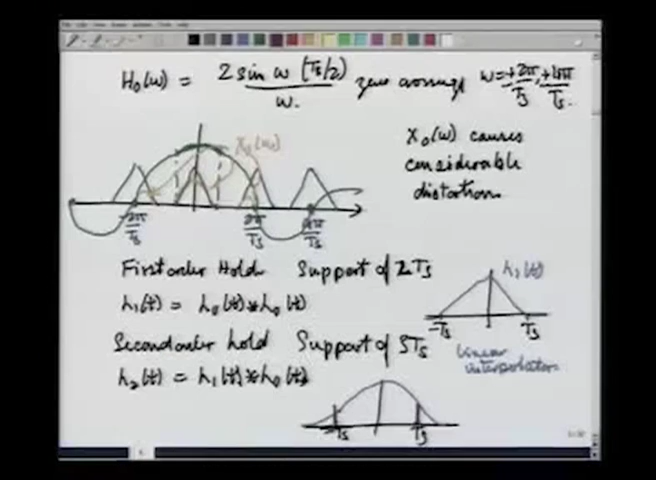 H₀(ω) = 2 sin ω (Ts/2) / ω zero average ω = ±2π/Ts, ±4π/Ts.
X₀(ω)
X₀(ω) causes
considerable
distortion.
-2π/Ts 2π/Ts 4π/Ts
First order Hold Support of 2Ts
h₁(t)
h₁(t) = h₀(t)*h₀(t)
-Ts Ts
Second order hold Support of 3Ts
linear
interpolation
h₂(t) = h₁(t)*h₀(t)
-Ts Ts